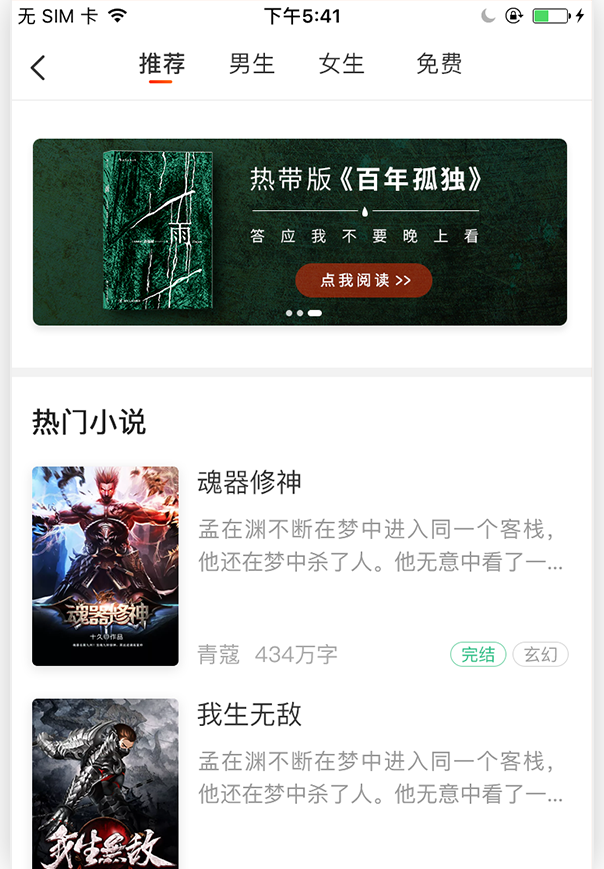 无 SIM 卡
下午5:41
推荐 男生 女生 免费
热带版《百年孤独》
雨
答应我不要晚上看
点我阅读 >>
热门小说
魂器修神
孟在渊不断在梦中进入同一个客栈，
他还在梦中杀了人。他无意中看了一...
魂器修神
十久 作品
青蔻 434万字
完结 玄幻
我生无敌
孟在渊不断在梦中进入同一个客栈，
他还在梦中杀了人。他无意中看了一...
我生無敵